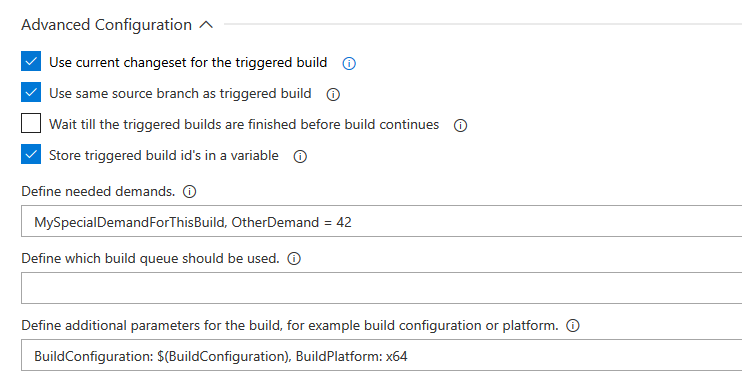 Advanced Configuration
Use current changeset for the triggered build
Use same source branch as triggered build
Wait till the triggered builds are finished before build continues
Store triggered build id's in a variable
Define needed demands.
MySpecialDemandForThisBuild, OtherDemand = 42
Define which build queue should be used.
Define additional parameters for the build, for example build configuration or platform.
BuildConfiguration: $(BuildConfiguration), BuildPlatform: x64